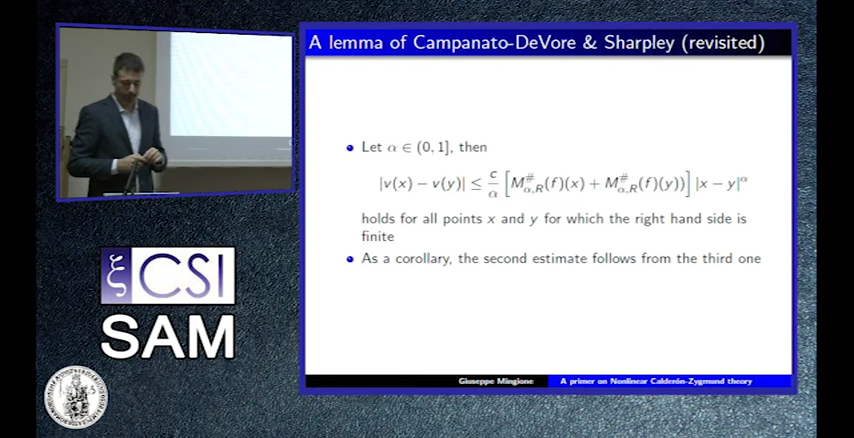 A lemma of Campanato-DeVore & Sharpley (revisited)
Let α ∈ (0, 1], then
|v(x) − v(y)| ≤ c/α [M^#_{α,R}(f)(x) + M^#_{α,R}(f)(y))] |x − y|^α
holds for all points x and y for which the right hand side is
finite
As a corollary, the second estimate follows from the third one
ξ CSI
SAM
Giuseppe Mingione
A primer on Nonlinear Calderón-Zygmund theory